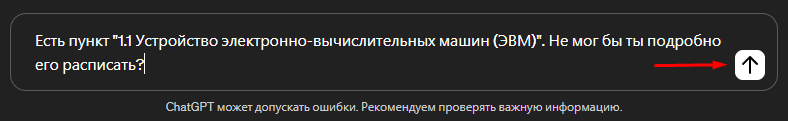 Есть пункт "1.1 Устройство электронно-вычислительных машин (ЭВМ)". Не мог бы ты подробно
его расписать?
ChatGPT может допускать ошибки. Рекомендуем проверять важную информацию.